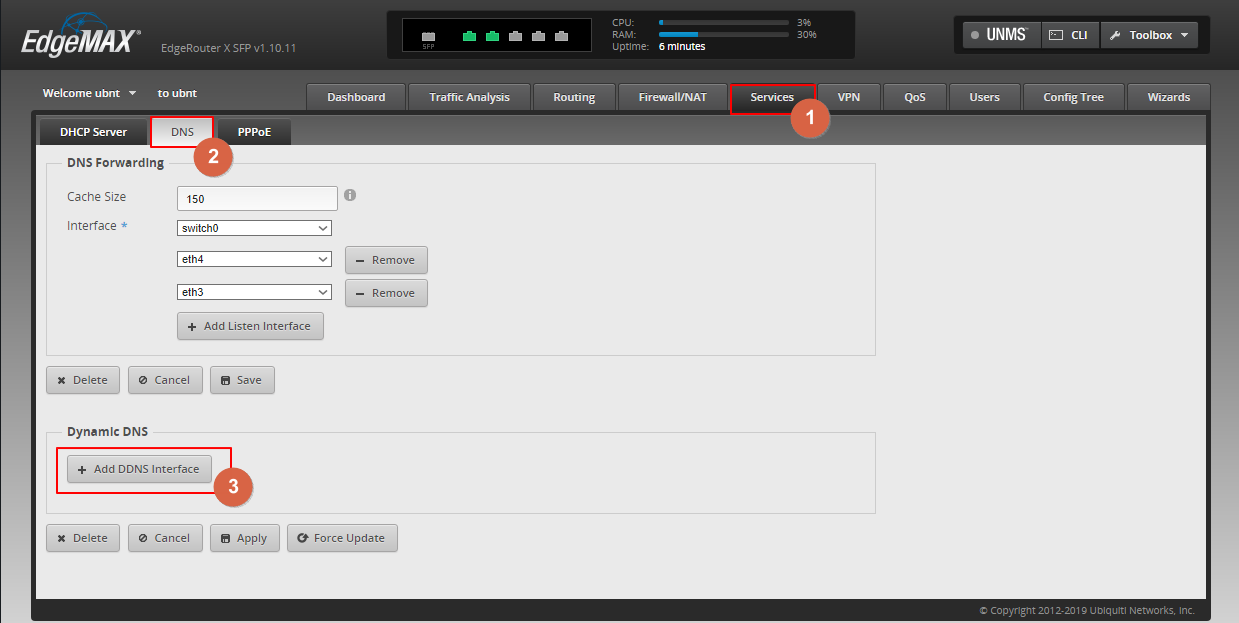 EdgeMAX®
EdgeRouter X SFP v1.10.11
SFP
CPU: 3%
RAM: 30%
Uptime: 6 minutes
UNMS™ CLI Toolbox
Welcome ubnt to ubnt
Dashboard Traffic Analysis Routing Firewall/NAT Services VPN QoS Users Config Tree Wizards
1
DHCP Server DNS PPPoE
2
DNS Forwarding
Cache Size 150
Interface * switch0
eth4 Remove
eth3 Remove
+ Add Listen Interface
Delete Cancel Save
Dynamic DNS
+ Add DDNS Interface
3
Delete Cancel Apply Force Update
© Copyright 2012-2019 Ubiquiti Networks, Inc.